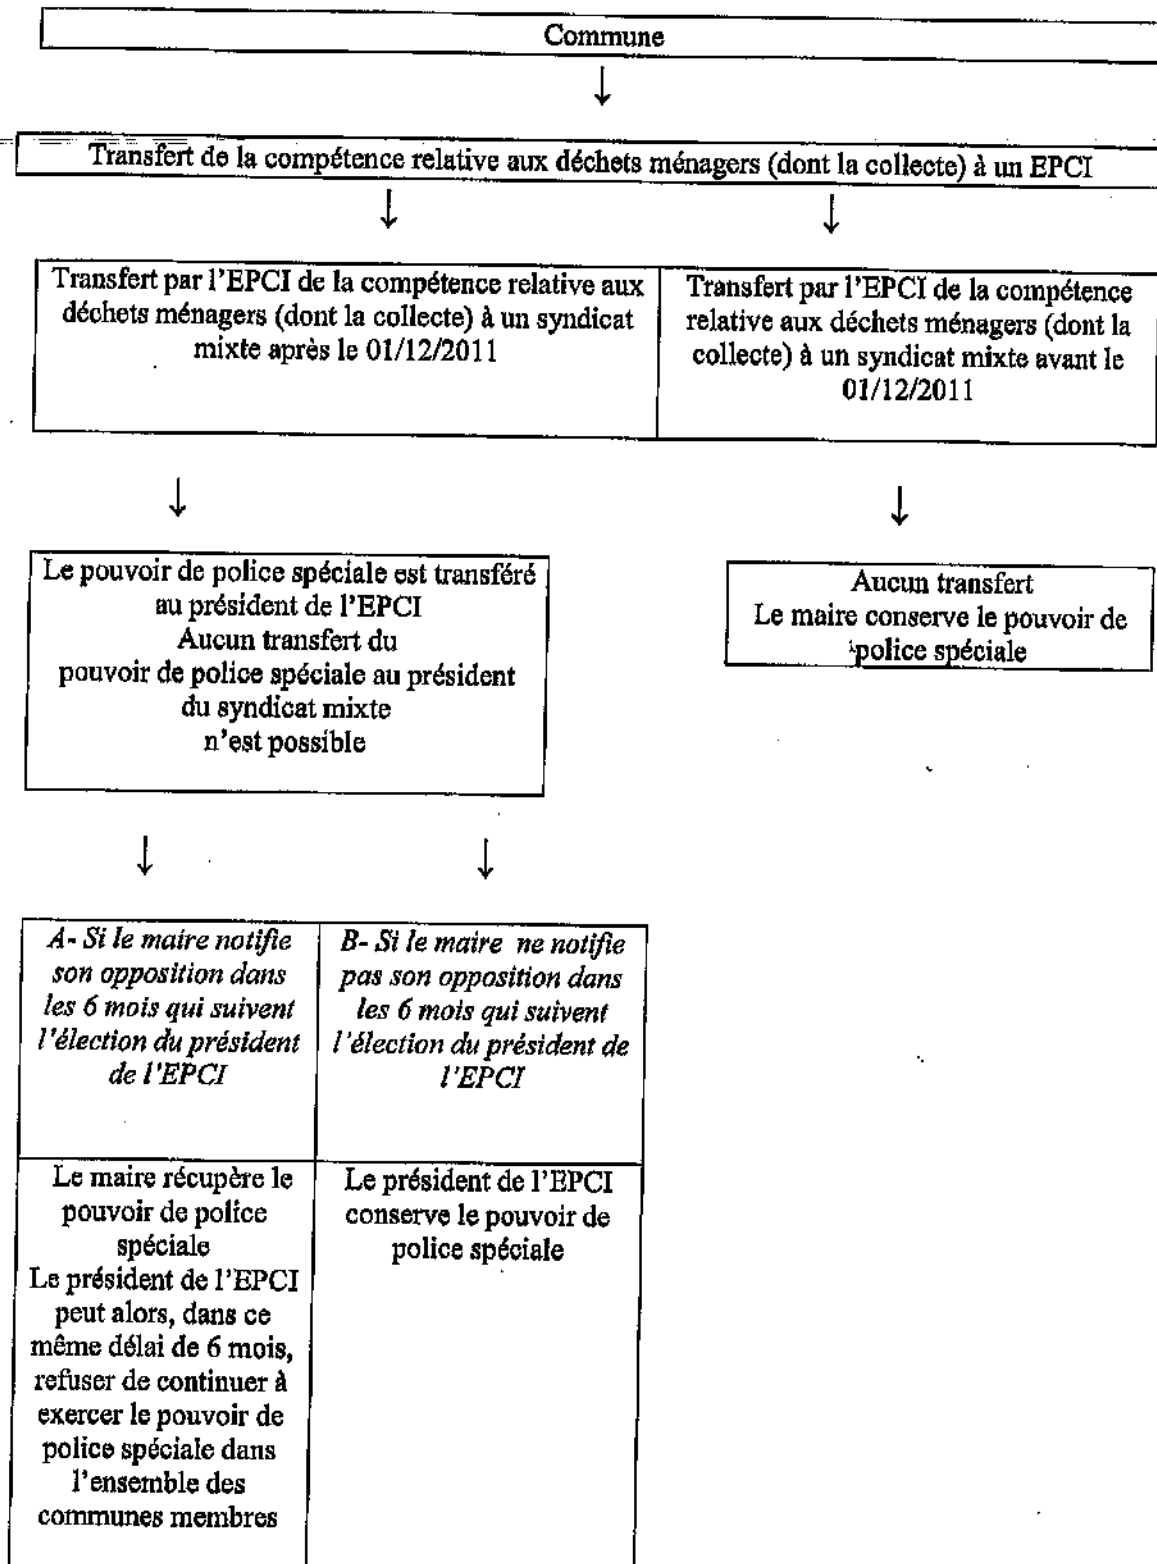 Commune
↓
Transfert de la compétence relative aux déchets ménagers (dont la collecte) à un EPCI
↓
↓
Transfert par l'EPCI de la compétence relative aux
déchets ménagers (dont la collecte) à un syndicat
mixte après le 01/12/2011
Transfert par l'EPCI de la compétence
relative aux déchets ménagers (dont la
collecte) à un syndicat mixte avant le
01/12/2011
↓
↓
Le pouvoir de police spéciale est transféré
au président de l'EPCI
Aucun transfert du
pouvoir de police spéciale au président
du syndicat mixte
n'est possible
Aucun transfert
Le maire conserve le pouvoir de
police spéciale
↓
↓
A- Si le maire notifie
son opposition dans
les 6 mois qui suivent
l'élection du président
de l'EPCI
B- Si le maire ne notifie
pas son opposition dans
les 6 mois qui suivent
l'élection du président de
l'EPCI
Le maire récupère le
pouvoir de police
spéciale
Le président de l'EPCI
peut alors, dans ce
même délai de 6 mois,
refuser de continuer à
exercer le pouvoir de
police spéciale dans
l'ensemble des
communes membres
Le président de l'EPCI
conserve le pouvoir de
police spéciale